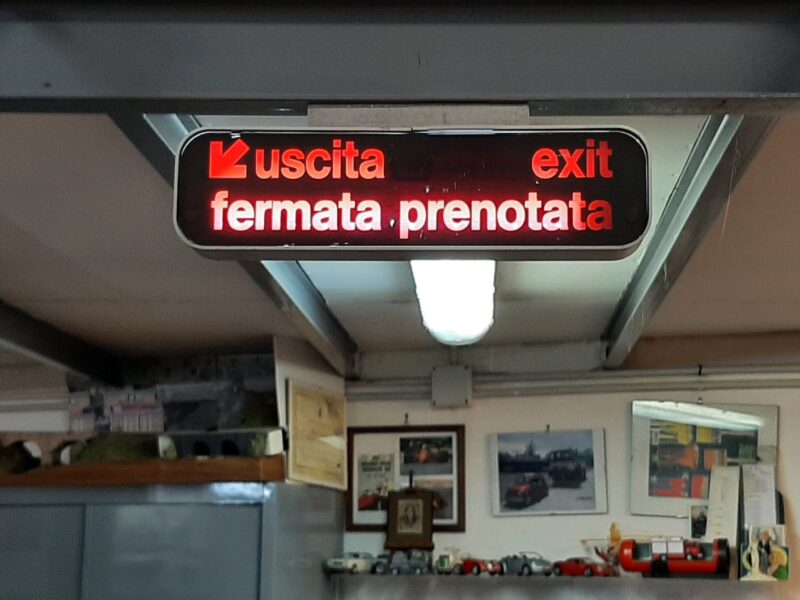 uscita exit
fermata prenotata